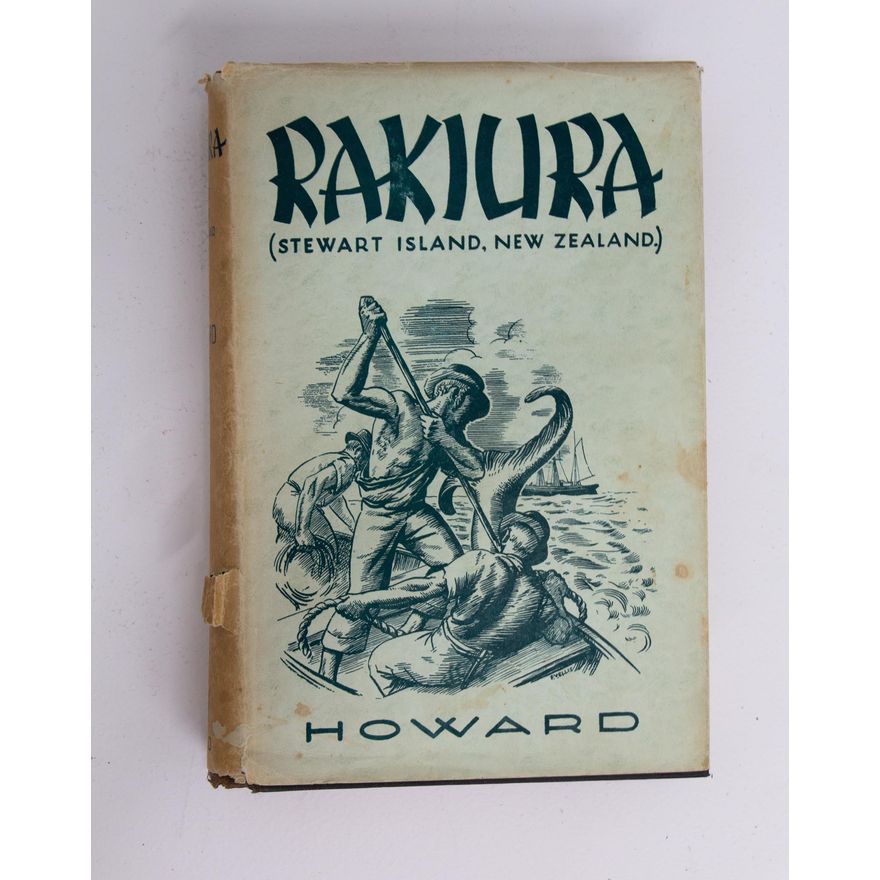 RAKIURA
(STEWART ISLAND, NEW ZEALAND.)
HOWARD